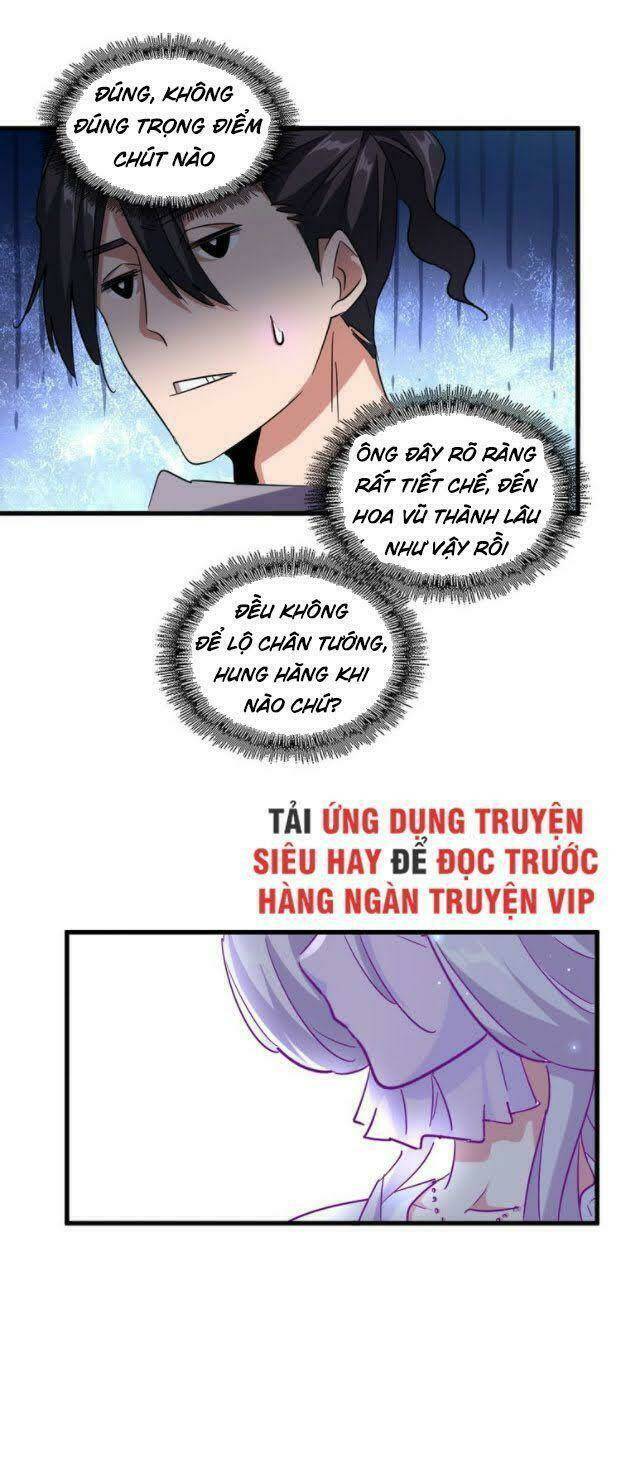 ĐÚNG, KHÔNG
ĐÚNG TRỌNG ĐIỂM
CHÚT NÀO
ÔNG ĐÂY RÕ RÀNG
RẤT TIẾT CHẾ, ĐẾN
HOA VŨ THÀNH LÂU
NHƯ VẬY RỒI
ĐỀU KHÔNG
ĐỂ LỘ CHÂN TƯỚNG,
HUNG HĂNG KHI
NÀO CHỨ?
TẢI ỨNG DỤNG TRUYỆN
SIÊU HAY ĐỂ ĐỌC TRƯỚC
HÀNG NGÀN TRUYỆN VIP